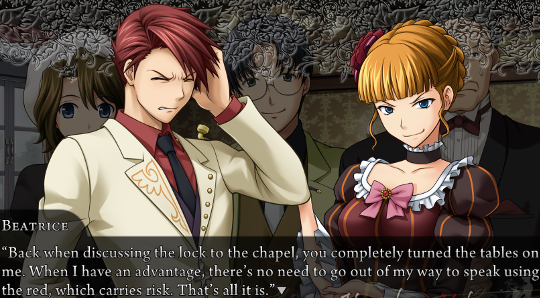 Beatrice
“Back when discussing the lock to the chapel, you completely turned the tables on
me. When I have an advantage, there’s no need to go out of my way to speak using
the red, which carries risk. That’s all it is.”